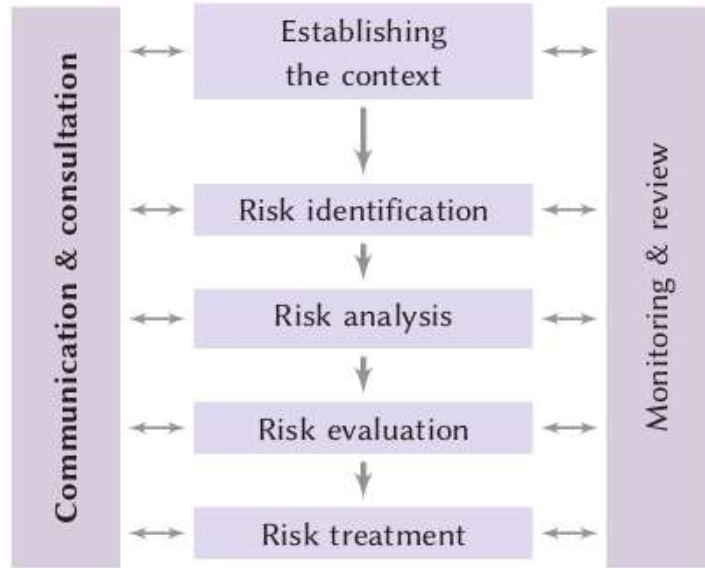 Communication & consultation
Establishing
the context
Risk identification
Risk analysis
Risk evaluation
Risk treatment
Monitoring & review